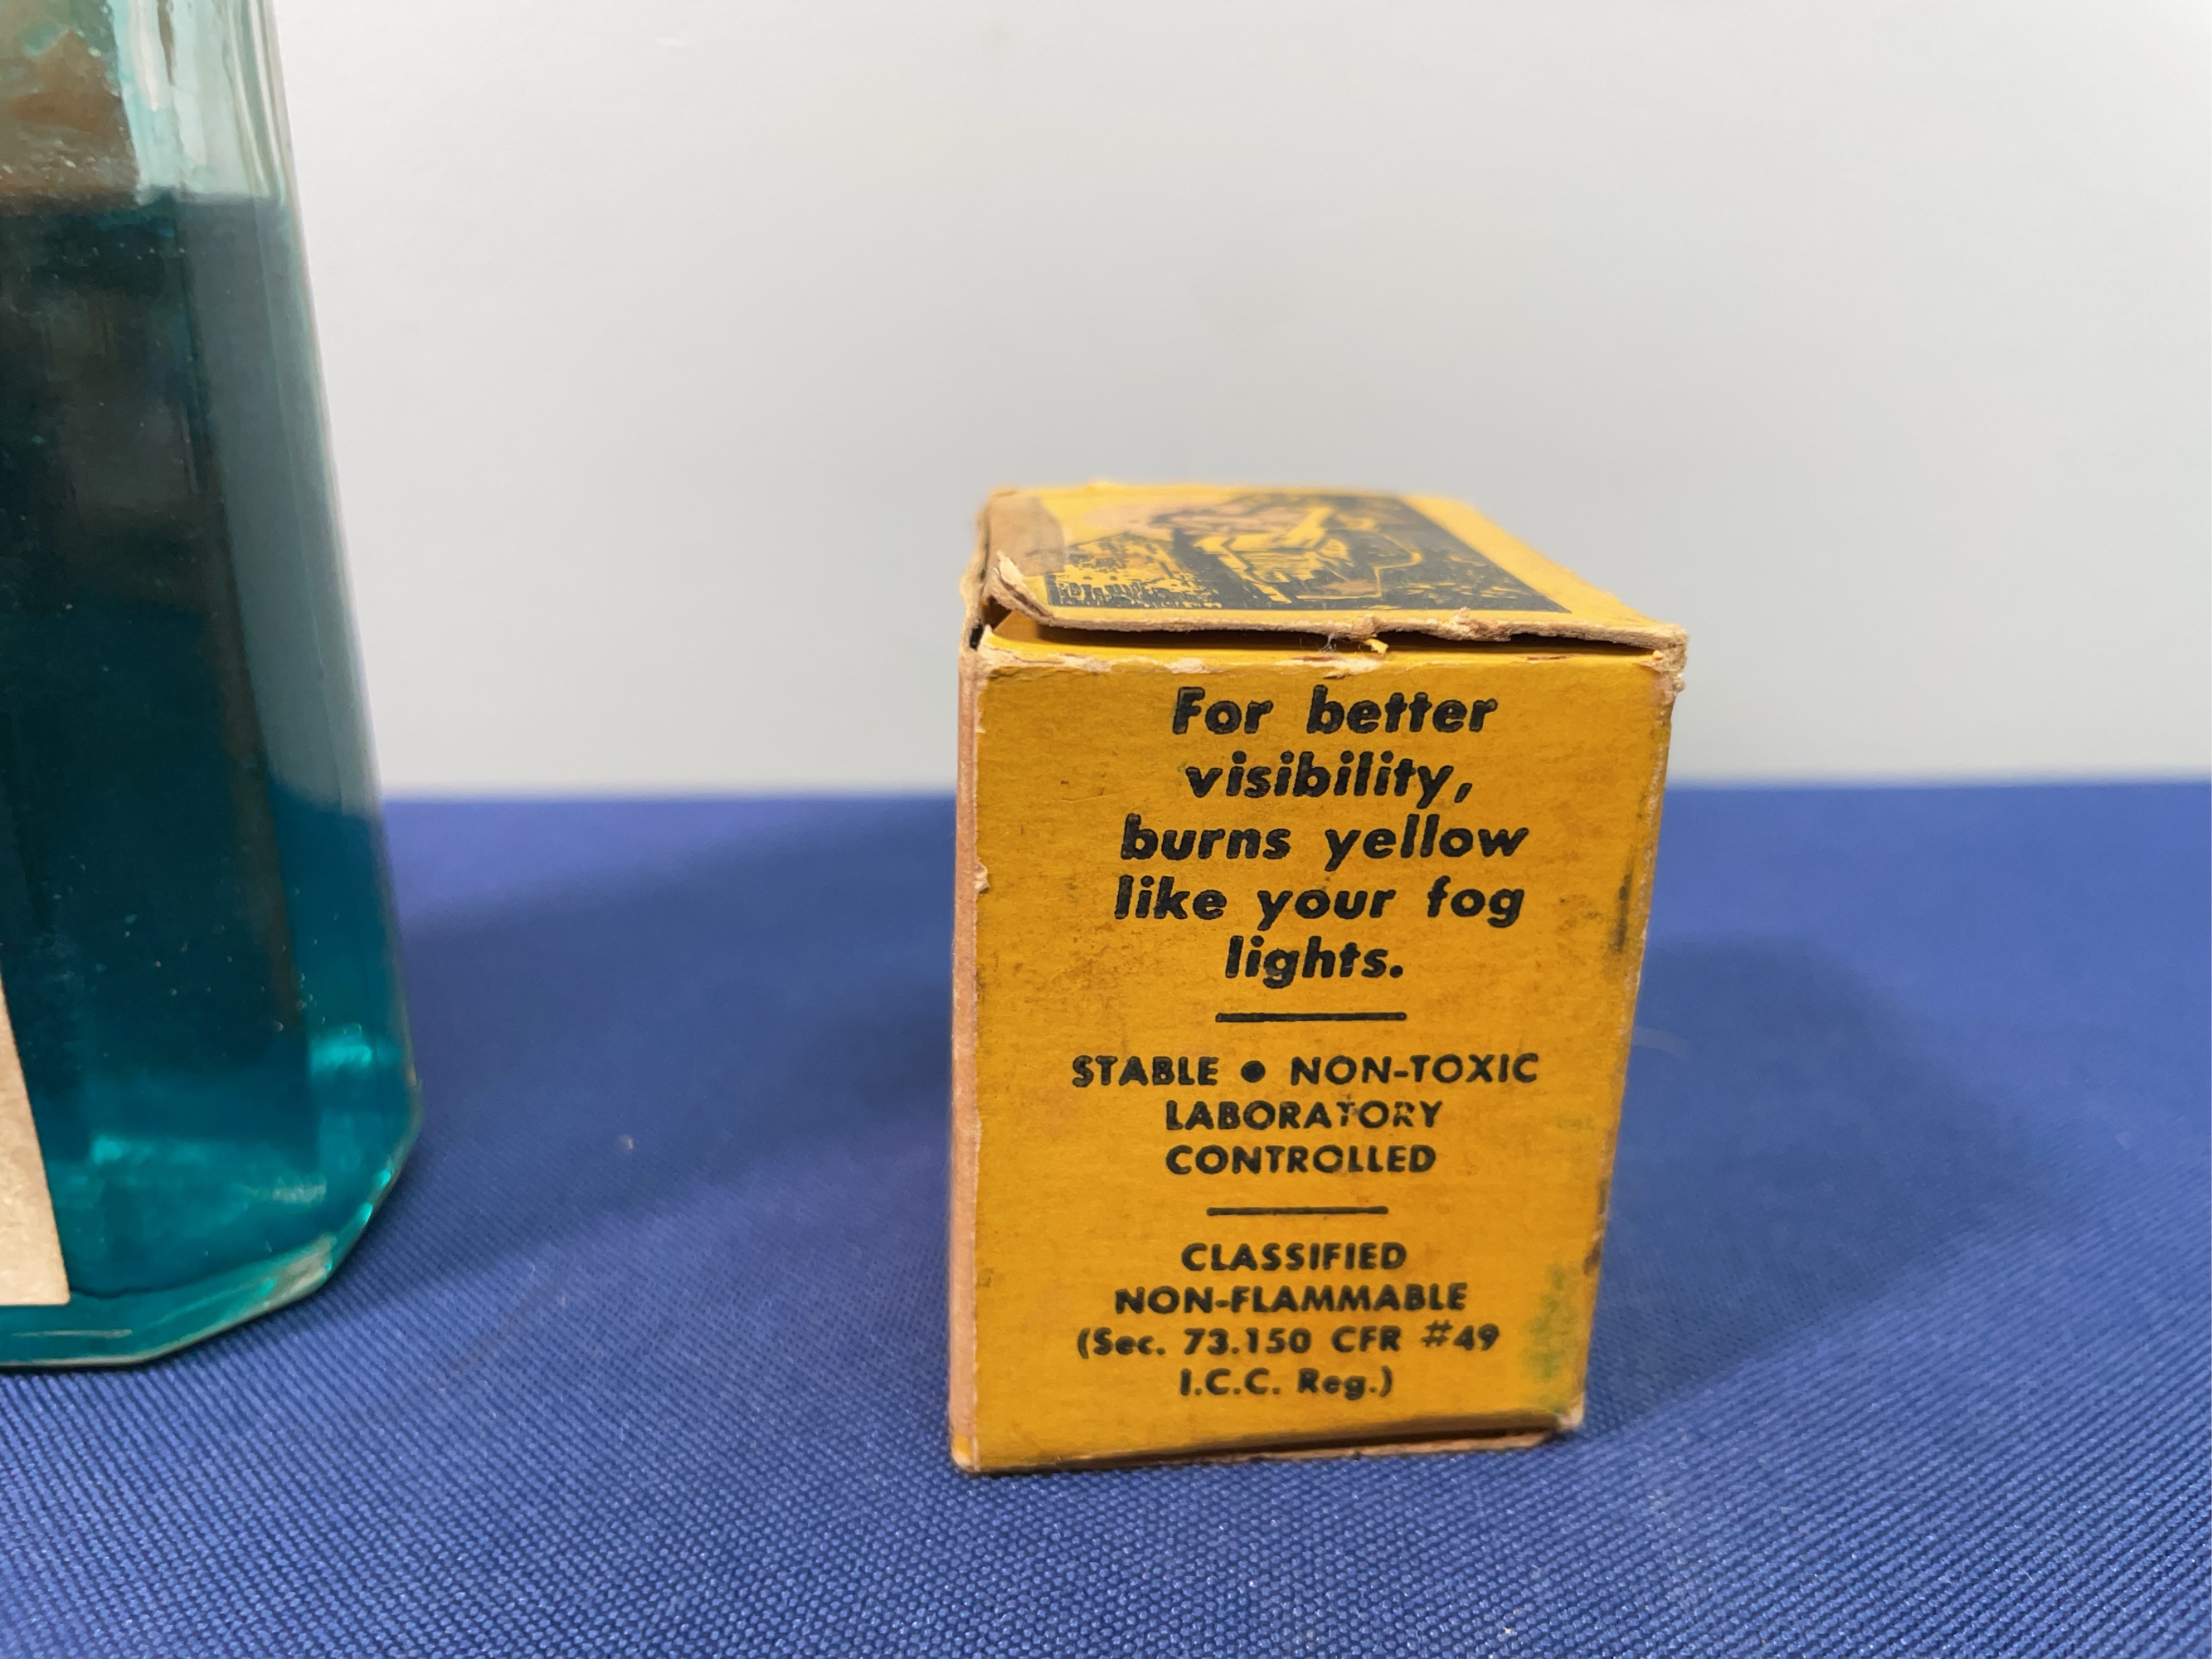 For better
visibility,
burns yellow
like your fog
lights.
STABLE ● NON-TOXIC
LABORATORY
CONTROLLED
CLASSIFIED
NON-FLAMMABLE
(Sec. 73.150 CFR #49
I.C.C. Reg.)